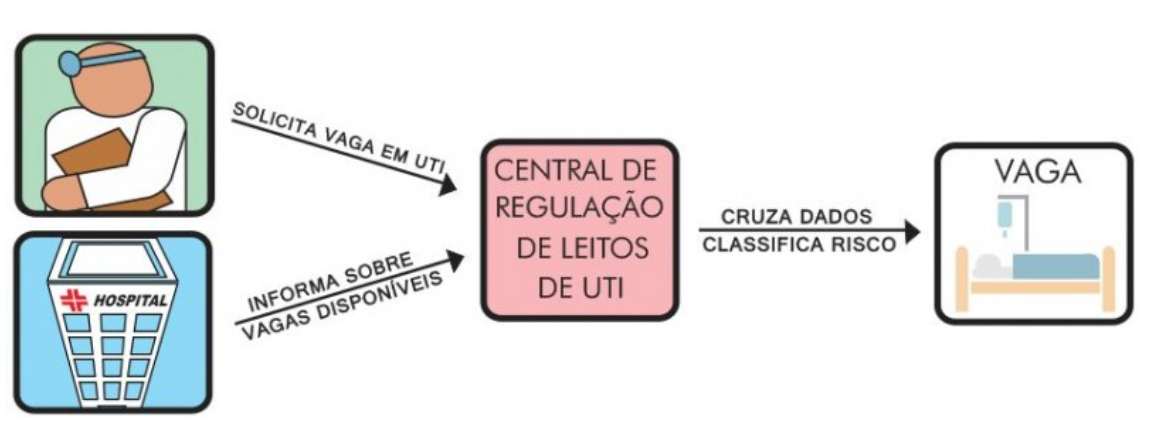 SOLICITA VAGA EM UTI
HOSPITAL
INFORMA SOBRE
VAGAS DISPONÍVEIS
CENTRAL DE
REGULAÇÃO
DE LEITOS
DE UTI
CRUZA DADOS
CLASSIFICA RISCO
VAGA